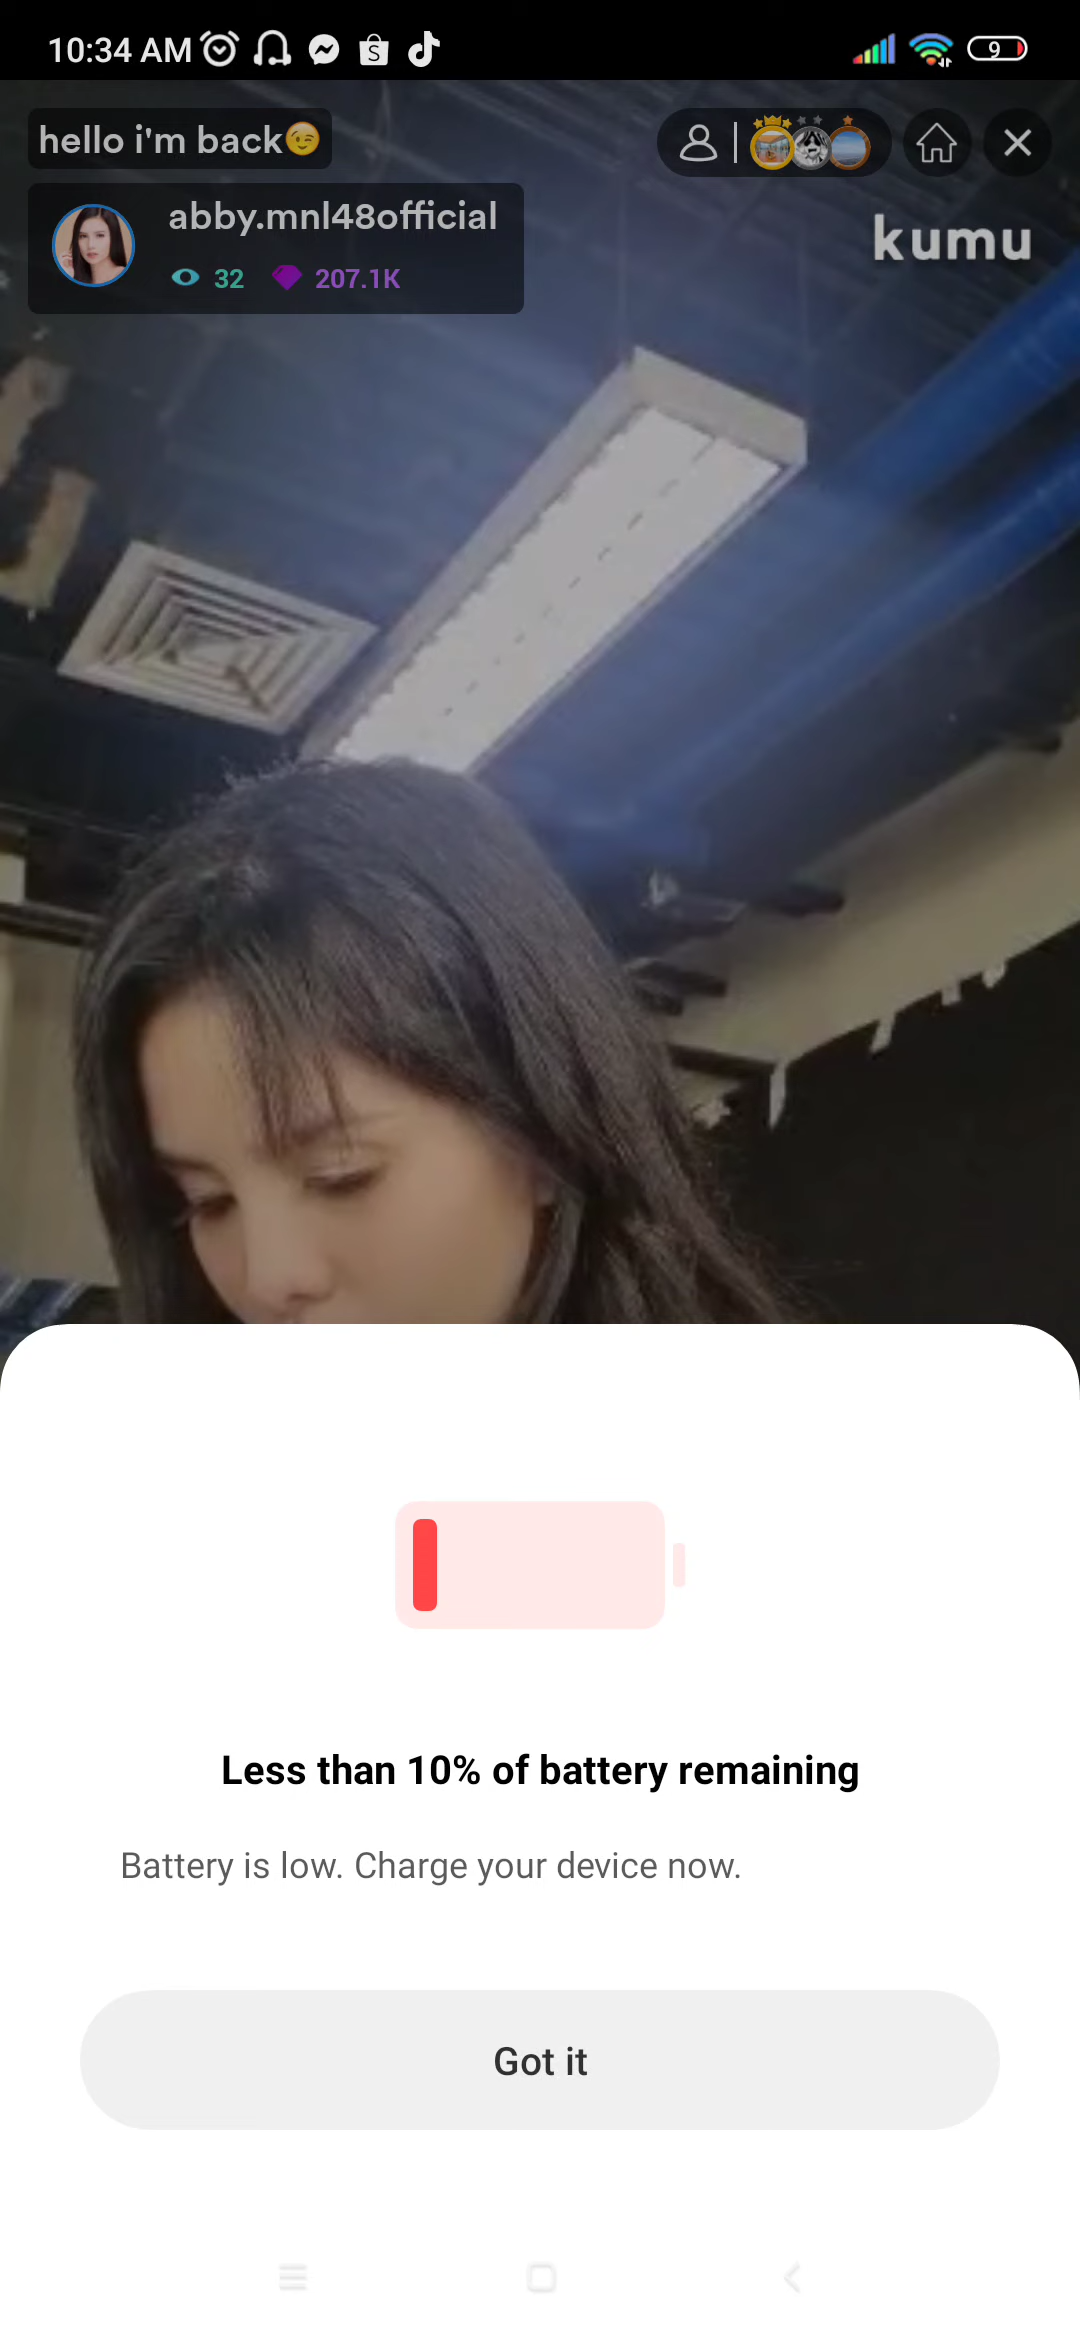 10:34 AM
9
hello i'm back😉
abby.mnl48official
32 207.1K
kumu
Less than 10% of battery remaining
Battery is low. Charge your device now.
Got it